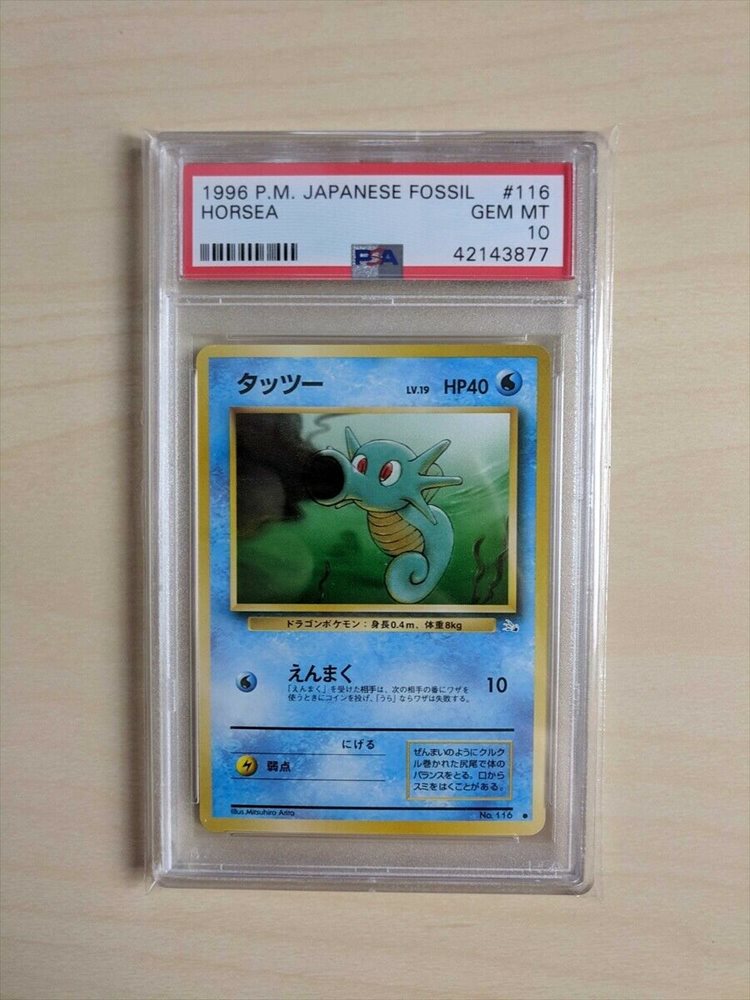 1996 P.M. JAPANESE FOSSIL #116
HORSEA GEM MT
10
PSA 42143877
タッツー LV.19 HP40
ドラゴンポケモン：身長0.4m、体重8kg
えんまく 10
「えんまく」を受けた相手は、次の相手の番にワザを
使うときにコインを投げ、「うら」ならワザは失敗する。
にげる
弱点
ぜんまいのようにクルク
ル巻かれた尻尾で体の
バランスをとる。口から
スミをはくことがある。
Illus. Mitsuhiro Arita No. 116